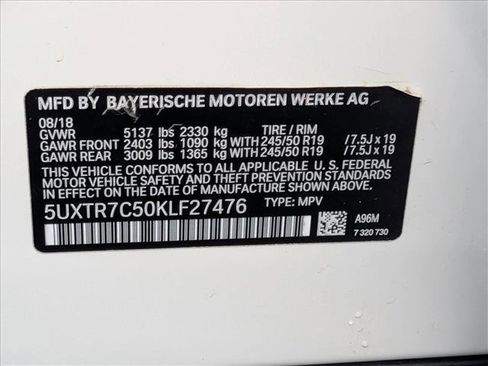 MFD BY BAYERISCHE MOTOREN WERKE AG
08/18
GVWR 5137 lbs 2330 kg TIRE / RIM
GAWR FRONT 2403 lbs 1090 kg WITH 245/50 R19 /7.5J x 19
GAWR REAR 3009 lbs 1365 kg WITH 245/50 R19 /7.5J x 19
THIS VEHICLE CONFORMS TO ALL APPLICABLE U. S. FEDERAL
MOTOR VEHICLE SAFETY, BUMPER, AND THEFT PREVENTION STANDARDS
IN EFFECT ON THE DATE OF MANUFACTURE SHOWN ABOVE.
5UXTR7C50KLF27476 TYPE: MPV
A96M
7 320 730